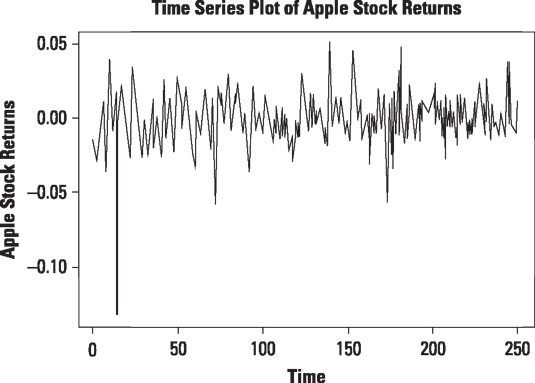 Time Series Plot of Apple Stock Returns
Apple Stock Returns
0.05
0.00
–0.05
–0.10
0 50 100 150 200 250
Time